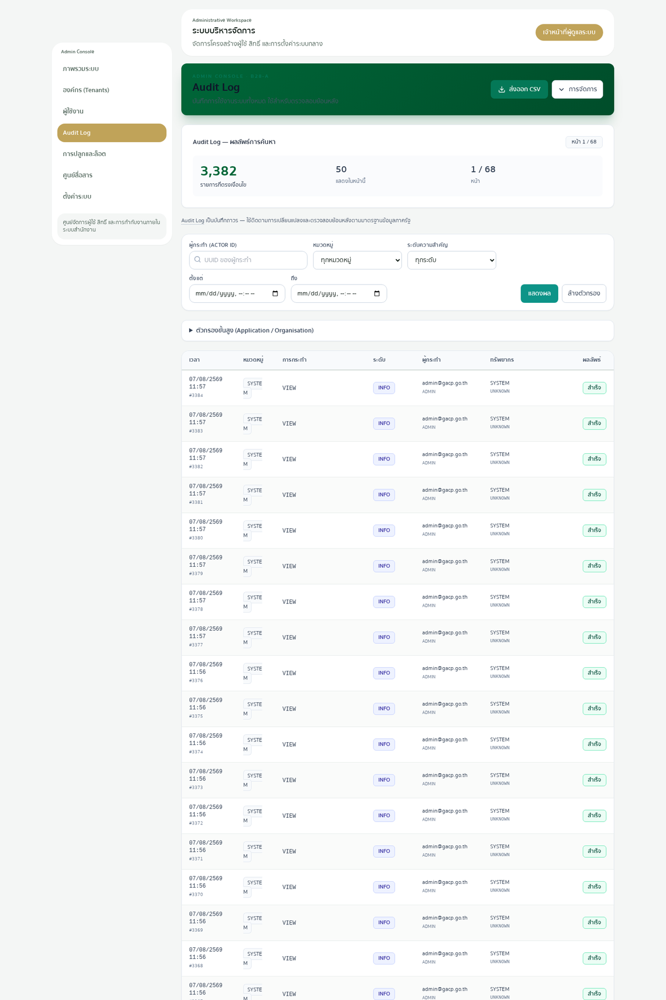 Administrative Workspace
ระบบบริหารจัดการ
จัดการโครงสร้างผู้ใช้ สิทธิ์ และการตั้งค่าระบบกลาง
เจ้าหน้าที่ผู้ดูแลระบบ
Admin Console
ภาพรวมระบบ
องค์กร (Tenants)
ผู้ใช้งาน
Audit Log
การปลูกและล็อต
ศูนย์สื่อสาร
ตั้งค่าระบบ
ศูนย์จัดการผู้ใช้ สิทธิ์ และการกำกับงานภายใน
ระบบสำนักงาน
ADMIN CONSOLE · R26-A
Audit Log
บันทึกการใช้งานระบบทั้งหมด ใช้สำหรับตรวจสอบย้อนหลัง
ส่งออก CSV
การจัดการ
Audit Log — ผลลัพธ์การค้นหา
หน้า 1 / 68
3,382
รายการที่ตรงเงื่อนไข
50
แสดงในหน้านี้
1 / 68
หน้า
Audit Log เป็นบันทึกถาวร — ใช้ติดตามการเปลี่ยนแปลงและตรวจสอบย้อนหลังตามมาตรฐานข้อมูลภาครัฐ
ผู้กระทำ (ACTOR ID)
หมวดหมู่
ระดับความสำคัญ
UUID ของผู้กระทำ
ทุกหมวดหมู่
ทุกระดับ
ตั้งแต่
ถึง
mm/dd/yyyy, --:-- --
mm/dd/yyyy, --:-- --
แสดงผล
ล้างตัวกรอง
ตัวกรองขั้นสูง (Application / Organisation)
เวลา หมวดหมู่ การกระทำ ระดับ ผู้กระทำ ทรัพยากร ผลลัพธ์
07/08/2569 11:57 #3384 SYSTEM VIEW INFO admin@gacp.go.th ADMIN SYSTEM UNKNOWN สำเร็จ
07/08/2569 11:57 #3383 SYSTEM VIEW INFO admin@gacp.go.th ADMIN SYSTEM UNKNOWN สำเร็จ
07/08/2569 11:57 #3382 SYSTEM VIEW INFO admin@gacp.go.th ADMIN SYSTEM UNKNOWN สำเร็จ
07/08/2569 11:57 #3381 SYSTEM VIEW INFO admin@gacp.go.th ADMIN SYSTEM UNKNOWN สำเร็จ
07/08/2569 11:57 #3380 SYSTEM VIEW INFO admin@gacp.go.th ADMIN SYSTEM UNKNOWN สำเร็จ
07/08/2569 11:57 #3379 SYSTEM VIEW INFO admin@gacp.go.th ADMIN SYSTEM UNKNOWN สำเร็จ
07/08/2569 11:57 #3378 SYSTEM VIEW INFO admin@gacp.go.th ADMIN SYSTEM UNKNOWN สำเร็จ
07/08/2569 11:57 #3377 SYSTEM VIEW INFO admin@gacp.go.th ADMIN SYSTEM UNKNOWN สำเร็จ
07/08/2569 11:56 #3376 SYSTEM VIEW INFO admin@gacp.go.th ADMIN SYSTEM UNKNOWN สำเร็จ
07/08/2569 11:56 #3375 SYSTEM VIEW INFO admin@gacp.go.th ADMIN SYSTEM UNKNOWN สำเร็จ
07/08/2569 11:56 #3374 SYSTEM VIEW INFO admin@gacp.go.th ADMIN SYSTEM UNKNOWN สำเร็จ
07/08/2569 11:56 #3373 SYSTEM VIEW INFO admin@gacp.go.th ADMIN SYSTEM UNKNOWN สำเร็จ
07/08/2569 11:56 #3372 SYSTEM VIEW INFO admin@gacp.go.th ADMIN SYSTEM UNKNOWN สำเร็จ
07/08/2569 11:56 #3371 SYSTEM VIEW INFO admin@gacp.go.th ADMIN SYSTEM UNKNOWN สำเร็จ
07/08/2569 11:56 #3370 SYSTEM VIEW INFO admin@gacp.go.th ADMIN SYSTEM UNKNOWN สำเร็จ
07/08/2569 11:56 #3369 SYSTEM VIEW INFO admin@gacp.go.th ADMIN SYSTEM UNKNOWN สำเร็จ
07/08/2569 11:56 #3368 SYSTEM VIEW INFO admin@gacp.go.th ADMIN SYSTEM UNKNOWN สำเร็จ
07/08/2569 11:56 SYSTEM VIEW INFO admin@gacp.go.th ADMIN SYSTEM UNKNOWN สำเร็จ